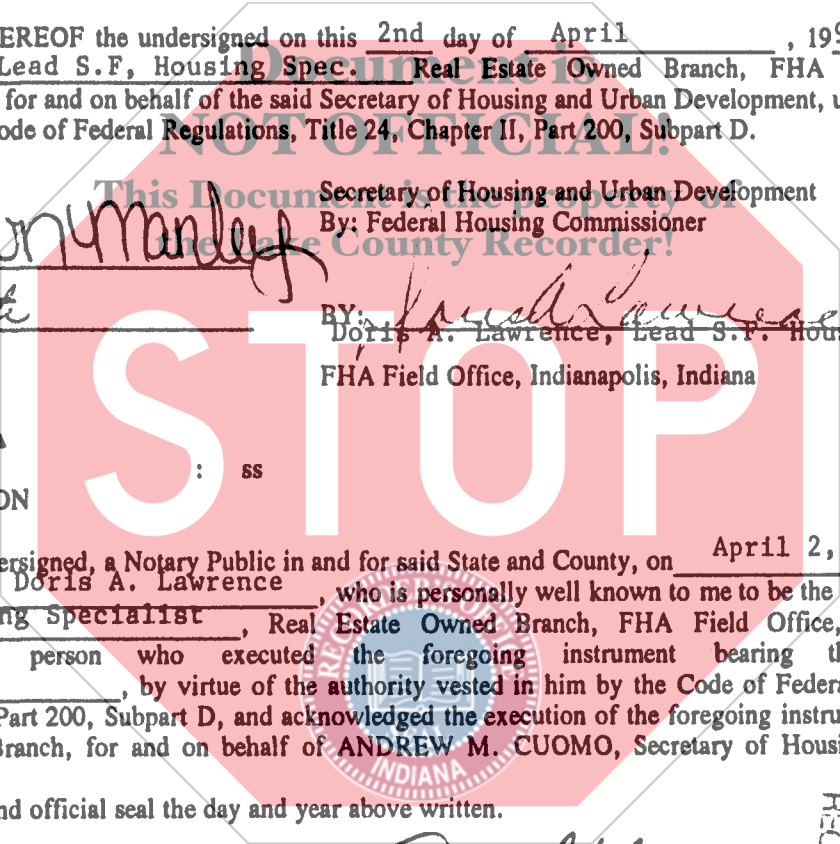 EREOF the undersigned on this 2nd day of April , 199
Lead S.F, Housing Spec. Real Estate Owned Branch, FHA
for and on behalf of the said Secretary of Housing and Urban Development, u
ode of Federal Regulations, Title 24, Chapter II, Part 200, Subpart D.
Document is
NOT OFFICIAL!
This Document is the property of
the Lake County Recorder!
Secretary of Housing and Urban Development
By: Federal Housing Commissioner
Manley
BY: Doris A. Lawrence
Doris A. Lawrence, Lead S.F. Hous
FHA Field Office, Indianapolis, Indiana
STOP
: ss
ON
ersigned, a Notary Public in and for said State and County, on April 2,
Doris A. Lawrence , who is personally well known to me to be the
ng Specialist , Real Estate Owned Branch, FHA Field Office,
person who executed the foregoing instrument bearing th
, by virtue of the authority vested in him by the Code of Federa
Part 200, Subpart D, and acknowledged the execution of the foregoing instru
Branch, for and on behalf of ANDREW M. CUOMO, Secretary of Housi
INDIANA
nd official seal the day and year above written.